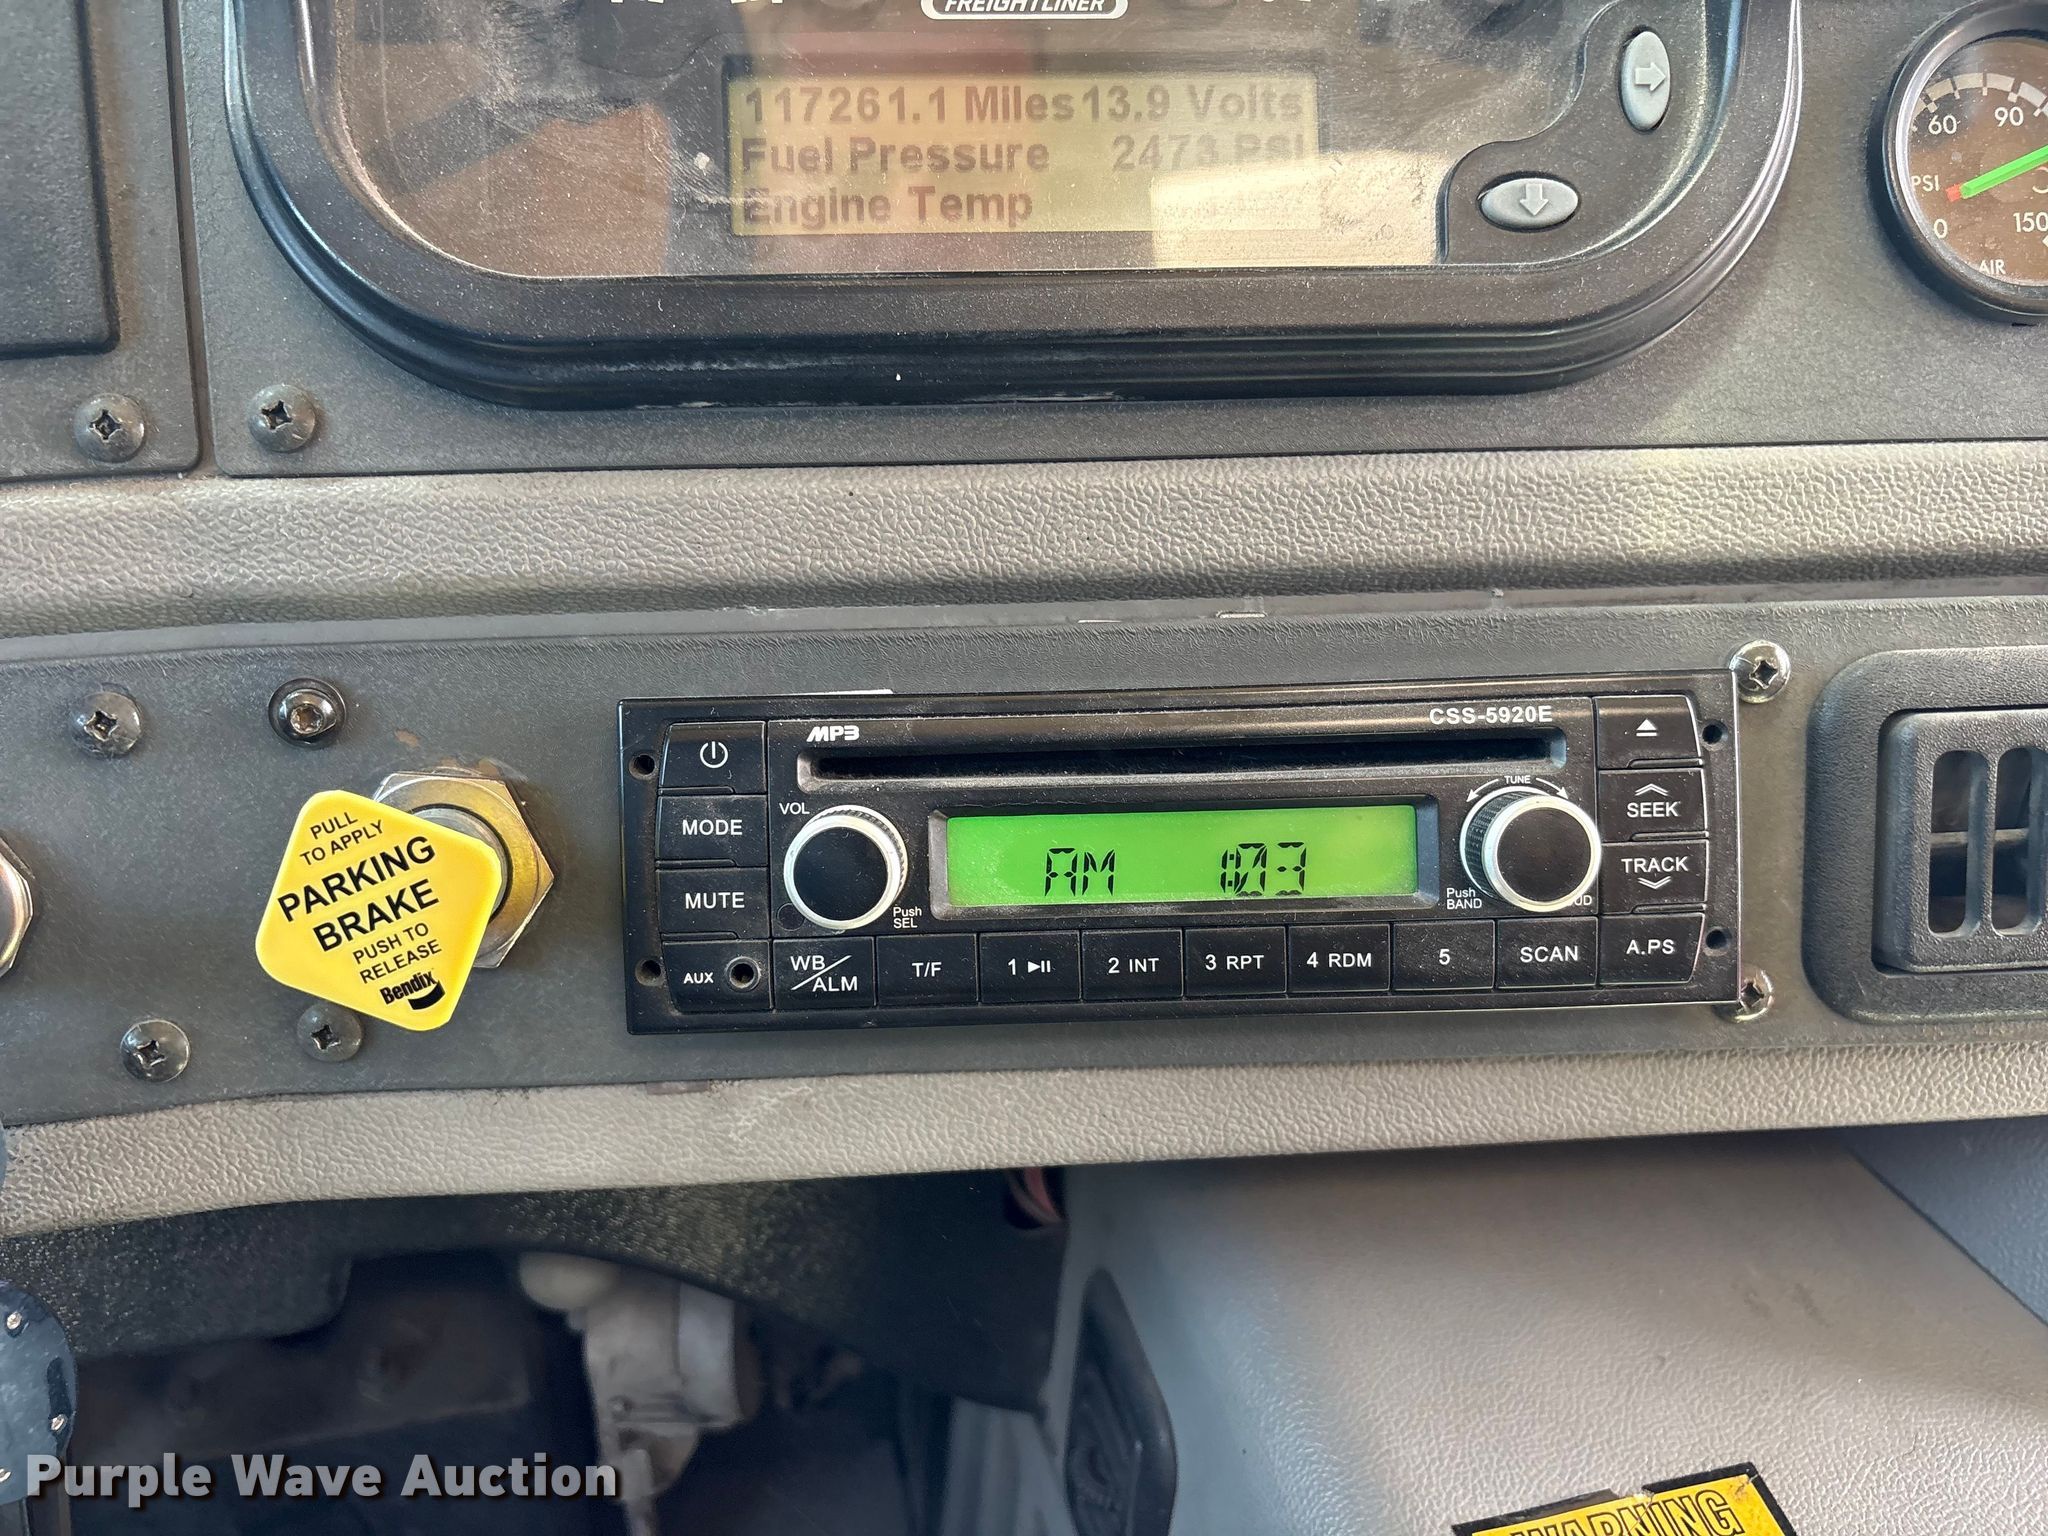 FREIGHTLINER
117261.1 Miles 13.9 Volts
Fuel Pressure 2473 PSI
Engine Temp
60
90
PSI
0
150
AIR
MP3
CSS-5920E
VOL
TUNE
MODE
MUTE
AUX
Push
SEL
AM 1:03
Push
BAND
SEEK
TRACK
WB/ALM
T/F
1
2 INT
3 RPT
4 RDM
5
SCAN
A.PS
PULL
TO APPLY
PARKING
BRAKE
PUSH TO
RELEASE
Bendix
WARNING
Purple Wave Auction